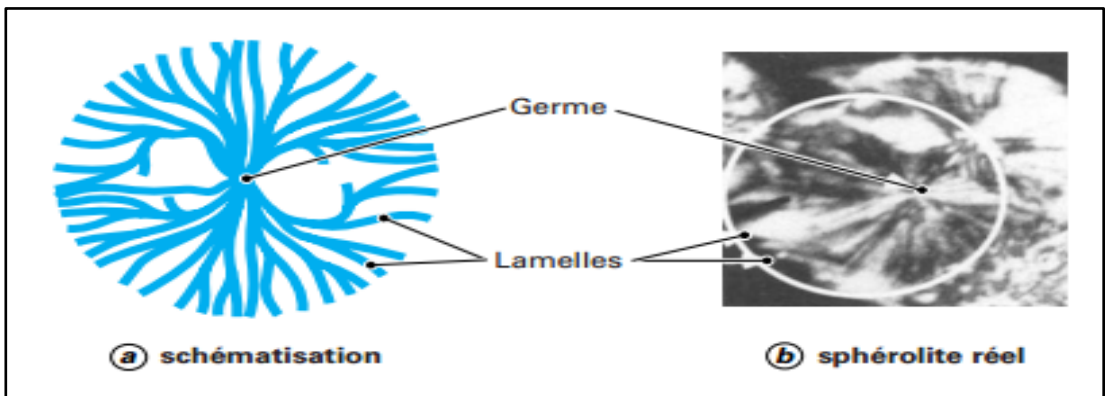 Germe
Lamelles
a schématisation
b sphérolite réel